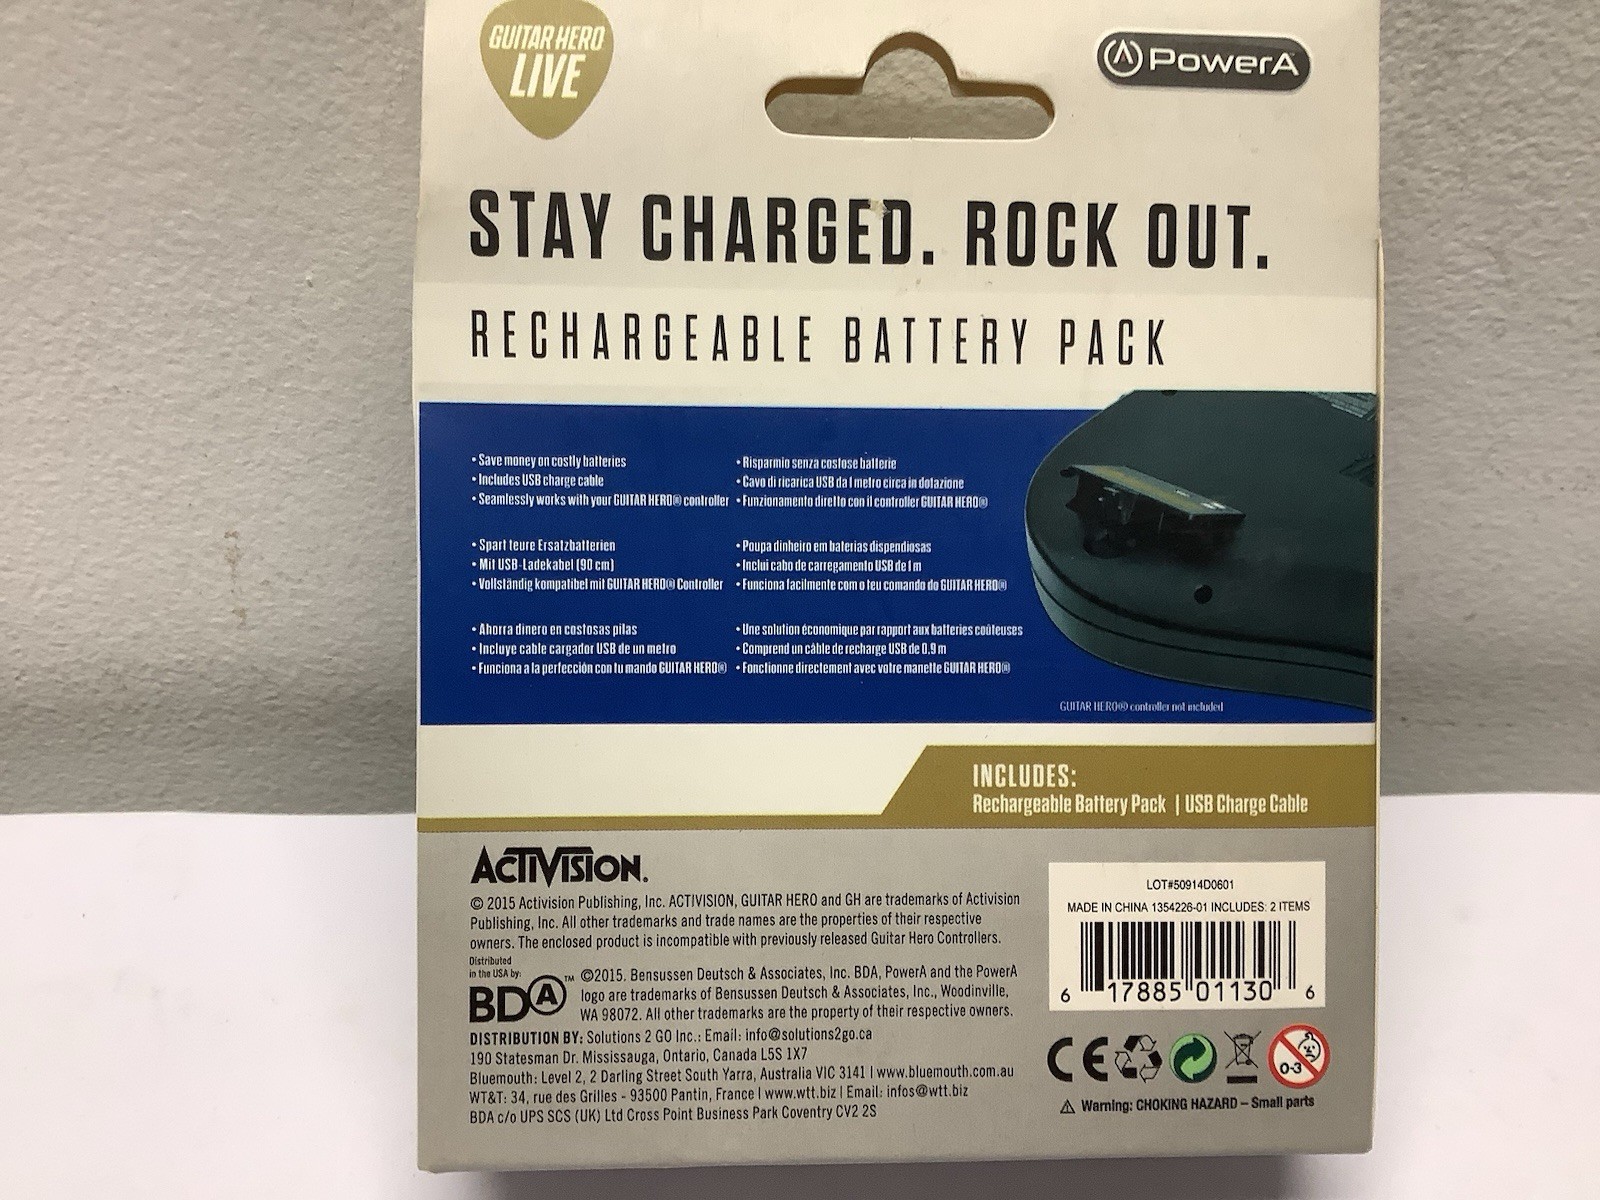 GUITAR HERO
LIVE
PowerA
STAY CHARGED. ROCK OUT.
RECHARGEABLE BATTERY PACK
• Save money on costly batteries
• Includes USB charge cable
• Seamlessly works with your GUITAR HERO® controller
• Risparmio senza costose batterie
• Cavo di ricarica USB da 1 metro circa in dotazione
• Funzionamento diretto con il controller GUITAR HERO®
• Spart teure Ersatzbatterien
• Mit USB-Ladekabel (90 cm)
• Vollständig kompatibel mit GUITAR HERO® Controller
• Poupa dinheiro em baterias dispendiosas
• Inclui cabo de carregamento USB de 1 m
• Funciona facilmente com o teu comando do GUITAR HERO®
• Ahorra dinero en costosas pilas
• Incluye cable cargador USB de un metro
• Funciona a la perfección con tu mando GUITAR HERO®
• Une solution économique par rapport aux batteries coûteuses
• Comprend un câble de recharge USB de 0,9 m
• Fonctionne directement avec votre manette GUITAR HERO®
GUITAR HERO® controller not included
INCLUDES:
Rechargeable Battery Pack | USB Charge Cable
ACTIVISION.
© 2015 Activision Publishing, Inc. ACTIVISION, GUITAR HERO and GH are trademarks of Activision
Publishing, Inc. All other trademarks and trade names are the properties of their respective
owners. The enclosed product is incompatible with previously released Guitar Hero Controllers.
Distributed
in the USA by:
BDA™
©2015. Bensussen Deutsch & Associates, Inc. BDA, PowerA and the PowerA
logo are trademarks of Bensussen Deutsch & Associates, Inc., Woodinville,
WA 98072. All other trademarks are the property of their respective owners.
DISTRIBUTION BY: Solutions 2 GO Inc.: Email: info@solutions2go.ca
190 Statesman Dr. Mississauga, Ontario, Canada L5S 1X7
Bluemouth: Level 2, 2 Darling Street South Yarra, Australia VIC 3141 | www.bluemouth.com.au
WT&T: 34, rue des Grilles - 93500 Pantin, France | www.wtt.biz | Email: infos@wtt.biz
BDA c/o UPS SCS (UK) Ltd Cross Point Business Park Coventry CV2 2S
LOT#50914D0601
MADE IN CHINA 1354226-01 INCLUDES: 2 ITEMS
6 17885 01130 6
CE
0-3
Warning: CHOKING HAZARD – Small parts